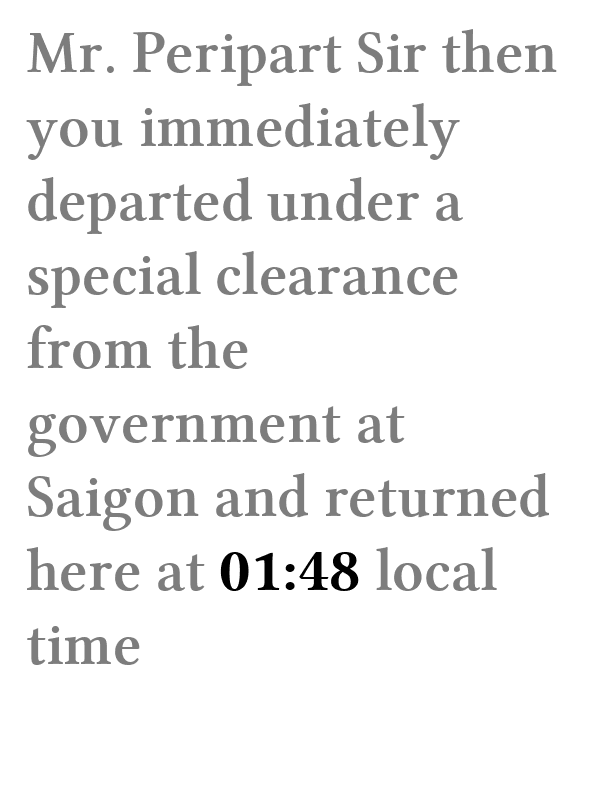 Mr. Peripart Sir then
you immediately
departed under a
special clearance
from the
government at
Saigon and returned
here at 01:48 local
time